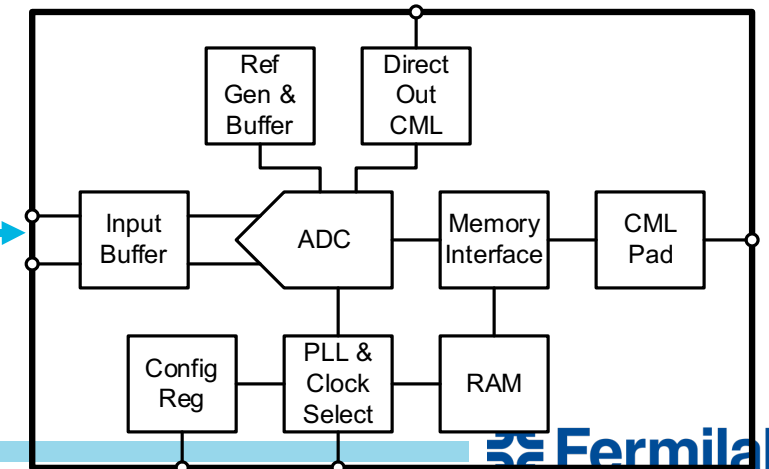 Ref
Gen &
Buffer
Direct
Out
CML
Input
Buffer
ADC
Memory
Interface
CML
Pad
Config
Reg
PLL &
Clock
Select
RAM
Fermilab